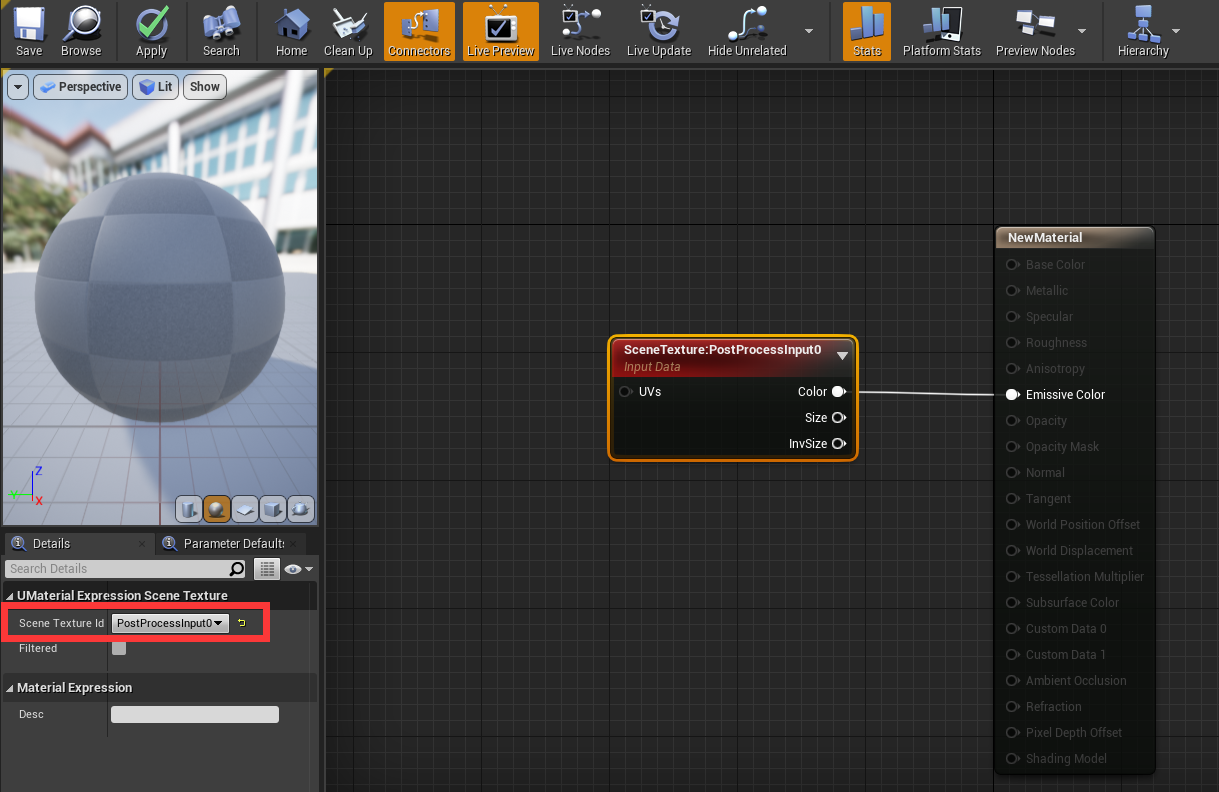 Save
Browse
Apply
Search
Home
Clean Up
Connectors
Live Preview
Live Nodes
Live Update
Hide Unrelated
Stats
Platform Stats
Preview Nodes
Hierarchy
Perspective
Lit
Show
Z
Y
X
Details
Parameter Defaults
Search Details
UMaterial Expression Scene Texture
Scene Texture Id
PostProcessInput0
Filtered
Material Expression
Desc
SceneTexture:PostProcessInput0
Input Data
UVs
Color
Size
InvSize
NewMaterial
Base Color
Metallic
Specular
Roughness
Anisotropy
Emissive Color
Opacity
Opacity Mask
Normal
Tangent
World Position Offset
World Displacement
Tessellation Multiplier
Subsurface Color
Custom Data 0
Custom Data 1
Ambient Occlusion
Refraction
Pixel Depth Offset
Shading Model